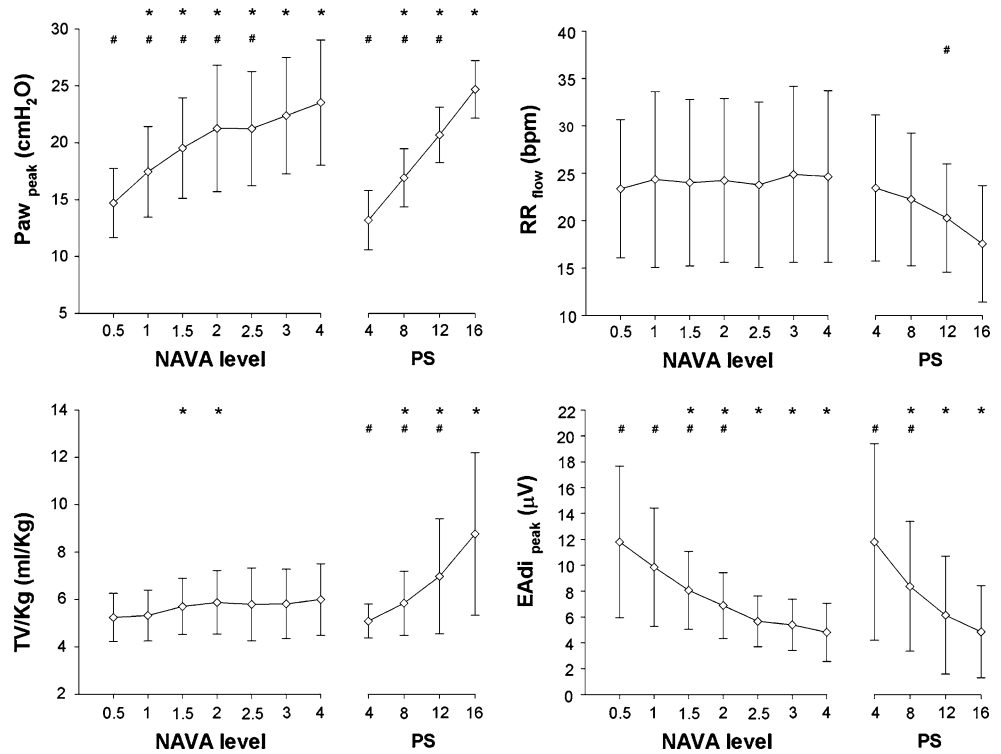 * * * * * * * * *
# # # # # # # #
30
25
20
15
10
5
Paw peak (cmH2O)
0.5 1 1.5 2 2.5 3 4 4 8 12 16
NAVA level PS
#
40
35
30
25
20
15
10
RR flow (bpm)
0.5 1 1.5 2 2.5 3 4 4 8 12 16
NAVA level PS
* * * * *
# # #
14
12
10
8
6
4
2
TV/Kg (ml/Kg)
0.5 1 1.5 2 2.5 3 4 4 8 12 16
NAVA level PS
* * * * * * * *
# # # # # #
22
20
18
16
14
12
10
8
6
4
2
0
EAdi peak (μV)
0.5 1 1.5 2 2.5 3 4 4 8 12 16
NAVA level PS